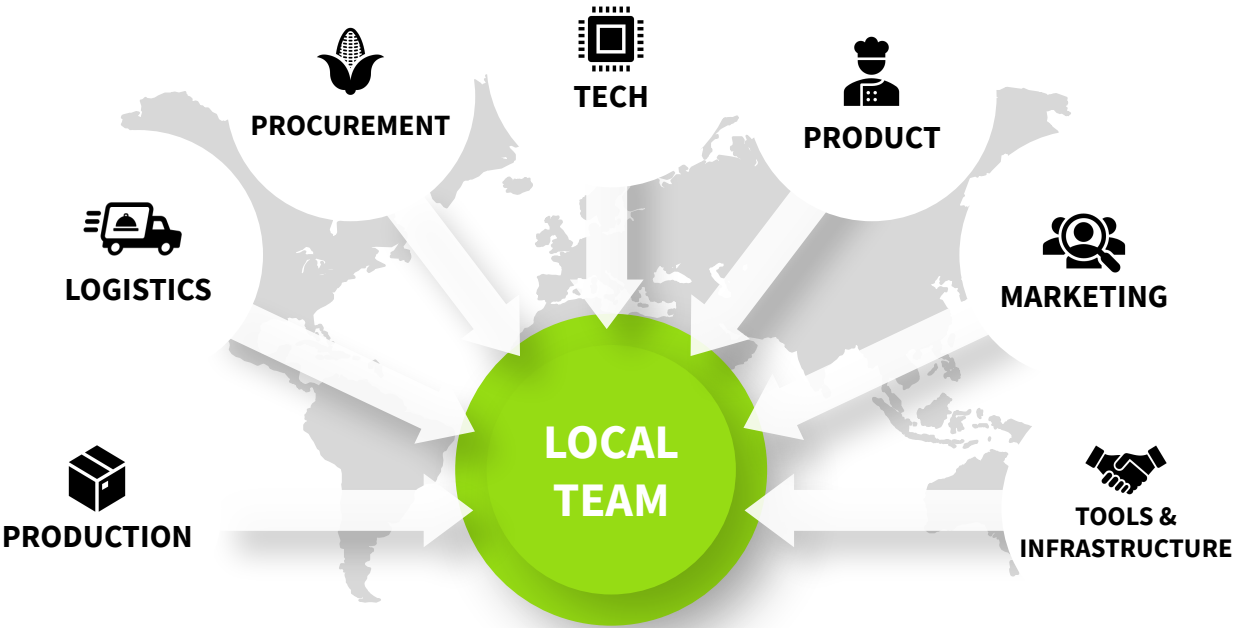 TECH
PROCUREMENT
PRODUCT
LOGISTICS
MARKETING
LOCAL
TEAM
PRODUCTION
TOOLS &
INFRASTRUCTURE